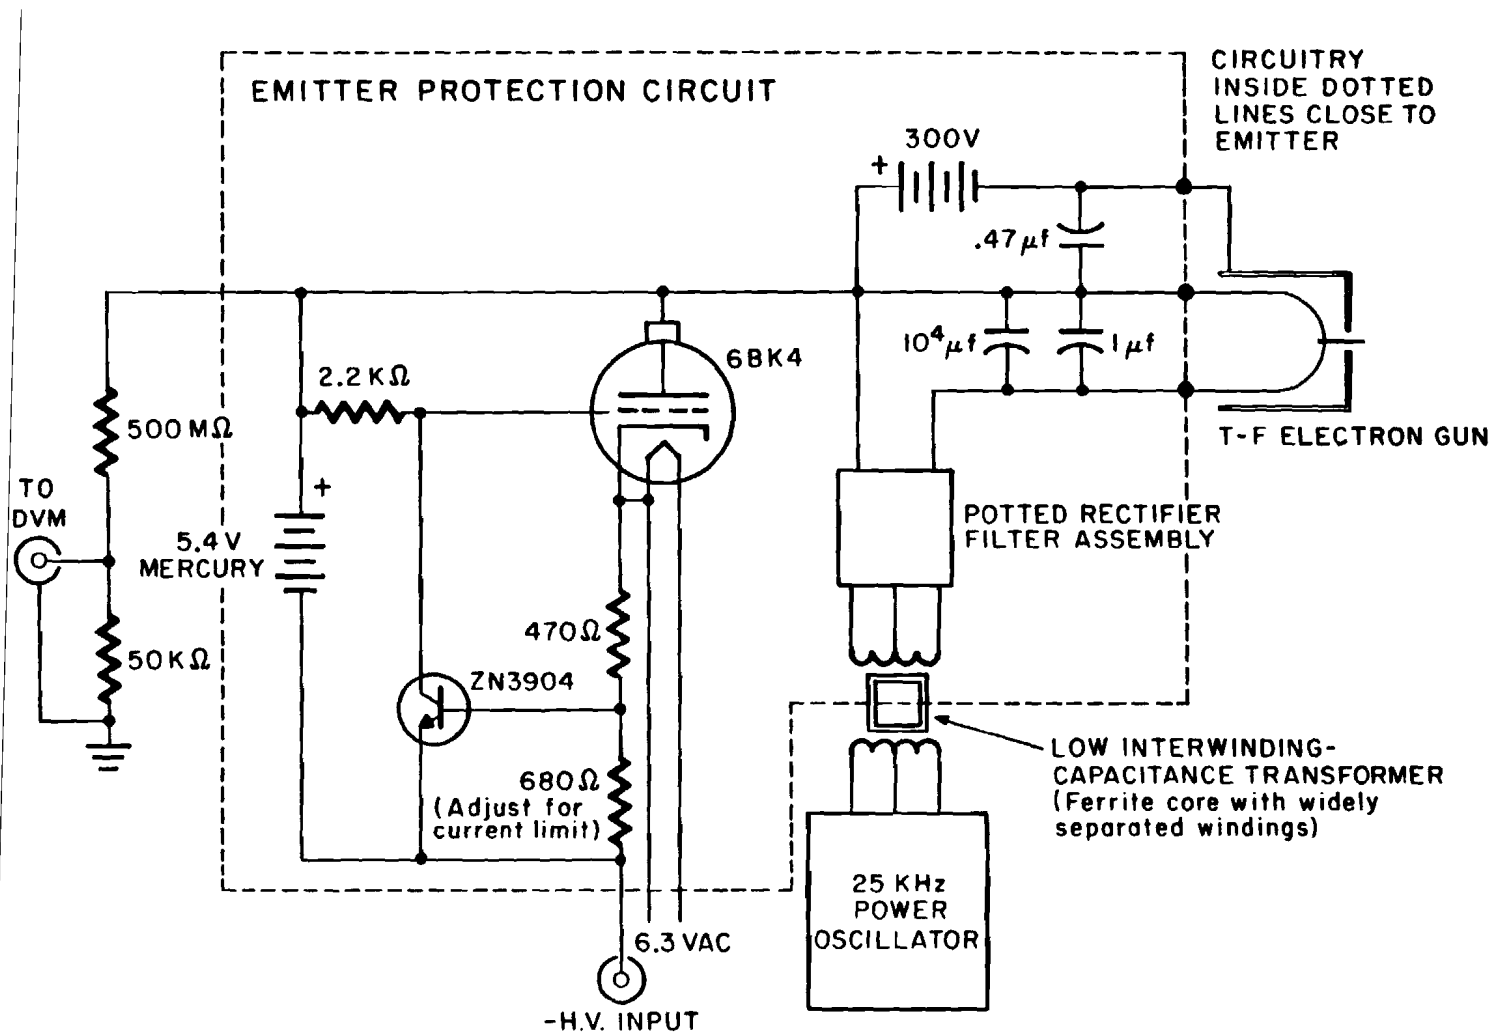 EMITTER PROTECTION CIRCUIT
CIRCUITRY
INSIDE DOTTED
LINES CLOSE TO
EMITTER
300V
+
.47μf
10⁴μf
1μf
6BK4
2.2KΩ
500MΩ
T-F ELECTRON GUN
TO
DVM
+
5.4V
MERCURY
POTTED RECTIFIER
FILTER ASSEMBLY
470Ω
50KΩ
ZN3904
680Ω
(Adjust for
current limit)
LOW INTERWINDING-
CAPACITANCE TRANSFORMER
(Ferrite core with widely
separated windings)
25 KHz
POWER
OSCILLATOR
6.3 VAC
-H.V. INPUT